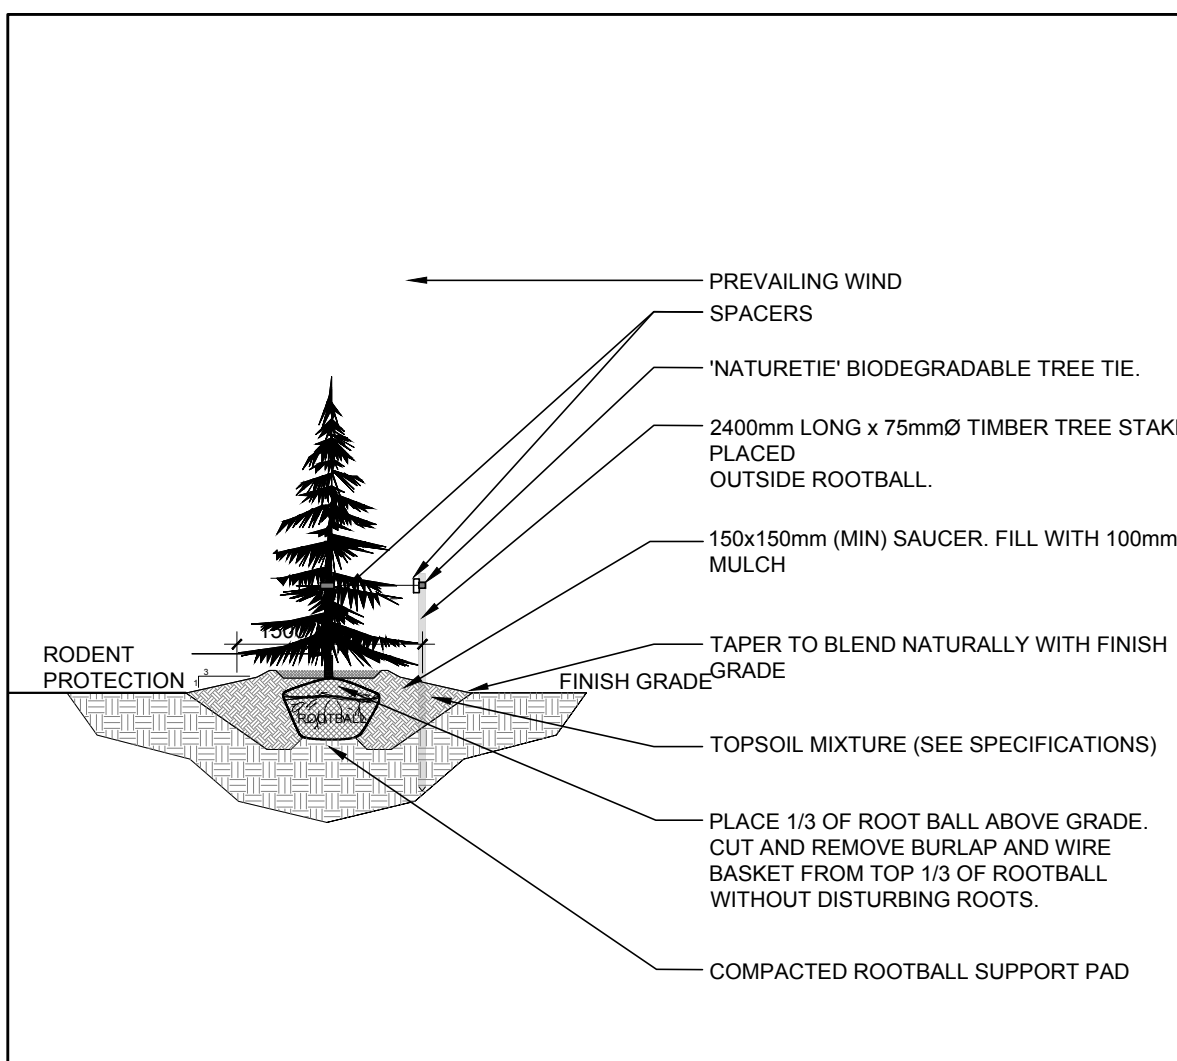 PREVAILING WIND
SPACERS
'NATURETIE' BIODEGRADABLE TREE TIE.
2400mm LONG x 75mmØ TIMBER TREE STAK
PLACED
OUTSIDE ROOTBALL.
150x150mm (MIN) SAUCER. FILL WITH 100mm
MULCH
1500
TAPER TO BLEND NATURALLY WITH FINISH
GRADE
RODENT
PROTECTION
3
1
FINISH GRADE
ROOTBALL
TOPSOIL MIXTURE (SEE SPECIFICATIONS)
PLACE 1/3 OF ROOT BALL ABOVE GRADE.
CUT AND REMOVE BURLAP AND WIRE
BASKET FROM TOP 1/3 OF ROOTBALL
WITHOUT DISTURBING ROOTS.
COMPACTED ROOTBALL SUPPORT PAD